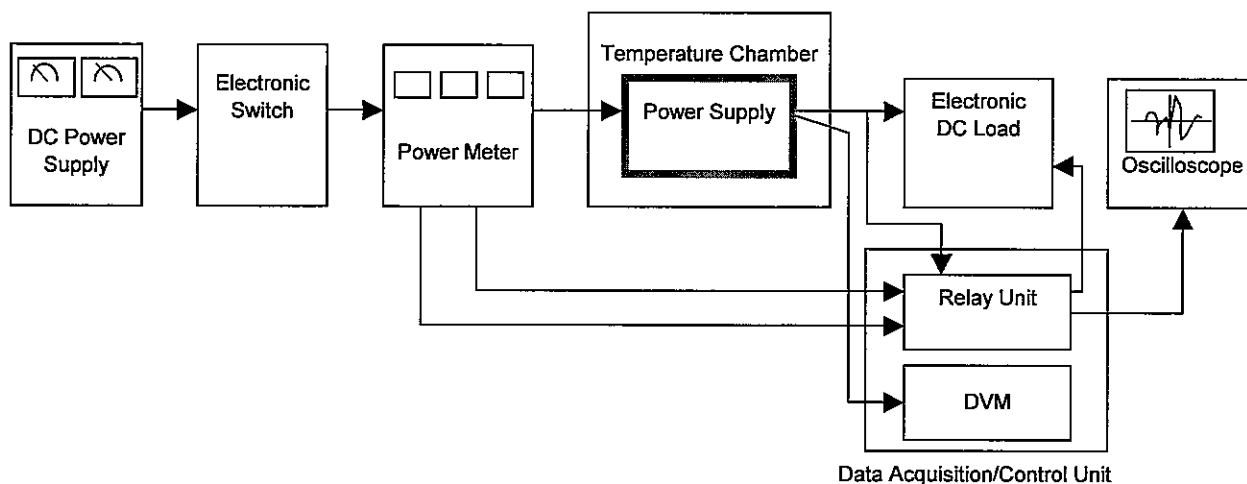 DC Power
Supply
Electronic
Switch
Power Meter
Temperature Chamber
Power Supply
Electronic
DC Load
Oscilloscope
Relay Unit
DVM
Data Acquisition/Control Unit